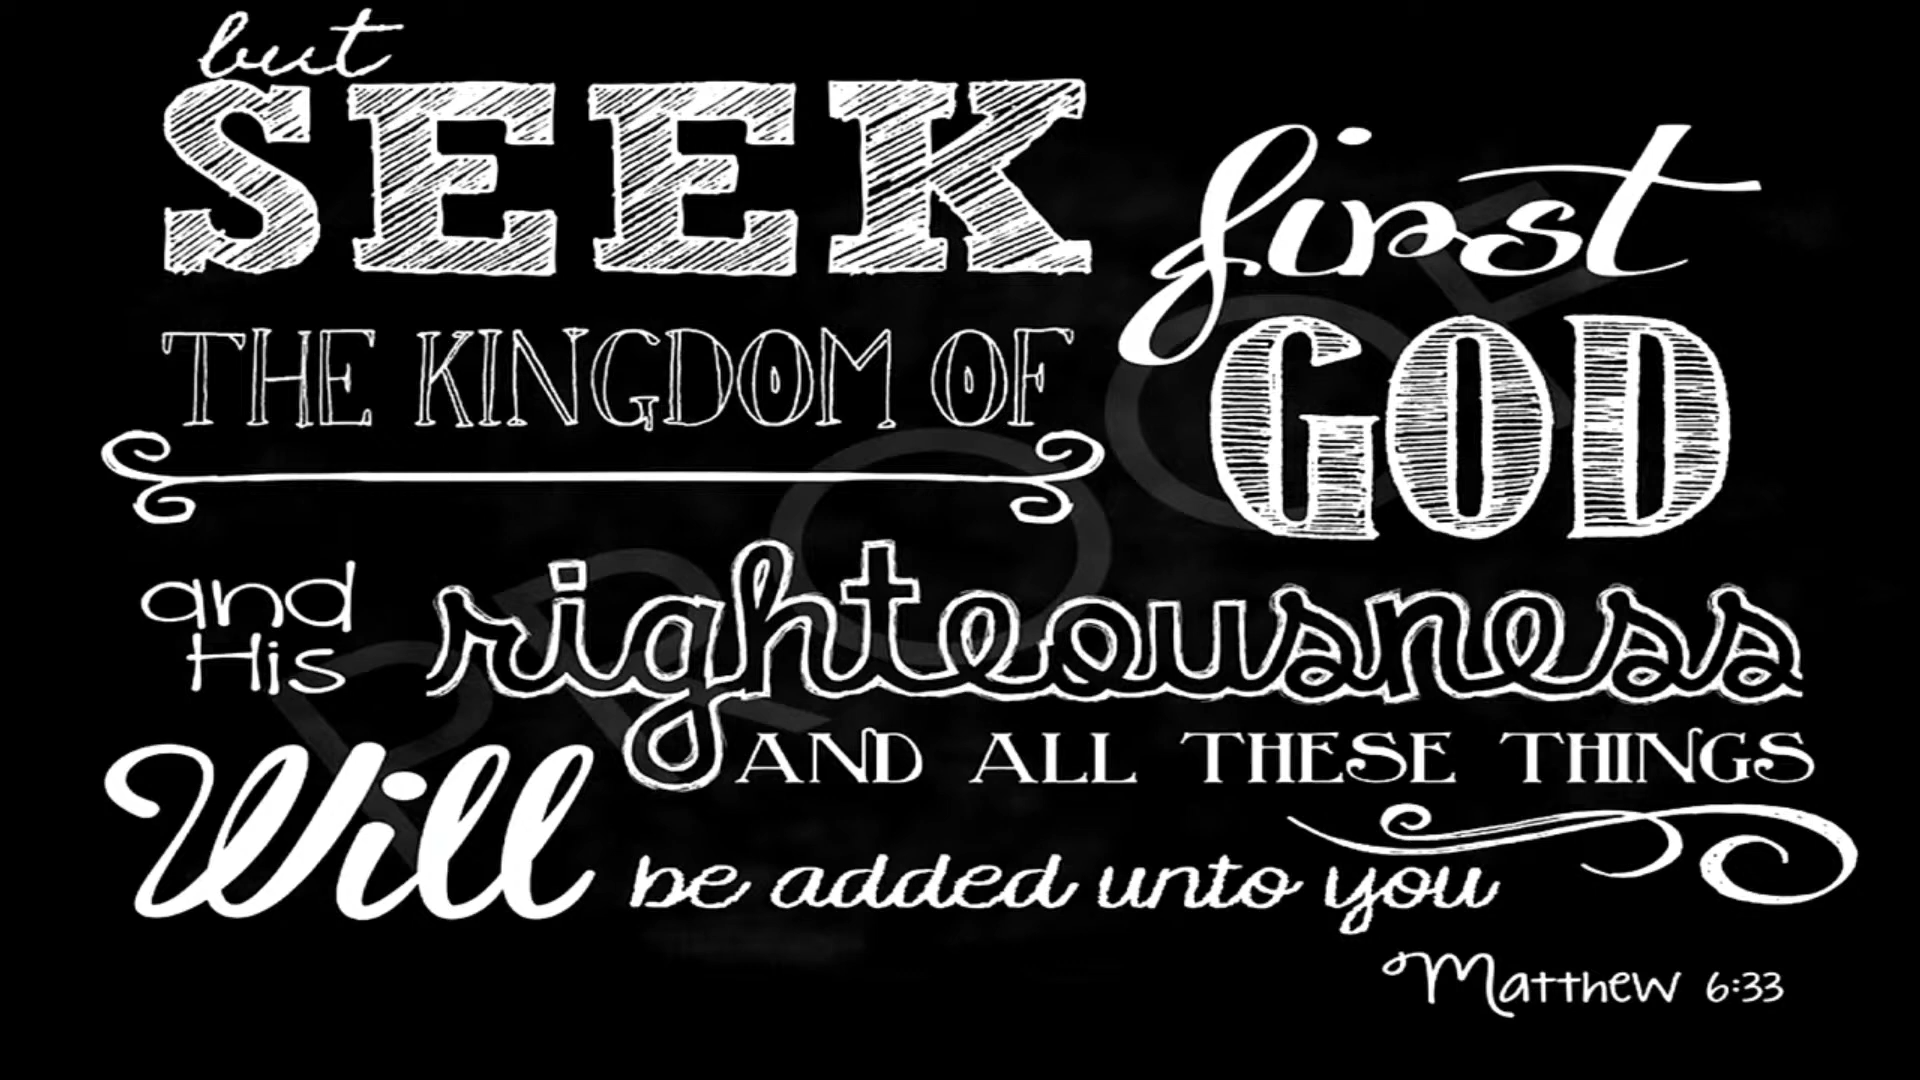 but
SEEK first
THE KINGDOM OF GOD
and His righteousness
AND ALL THESE THINGS
Will be added unto you
Matthew 6:33
PROOF